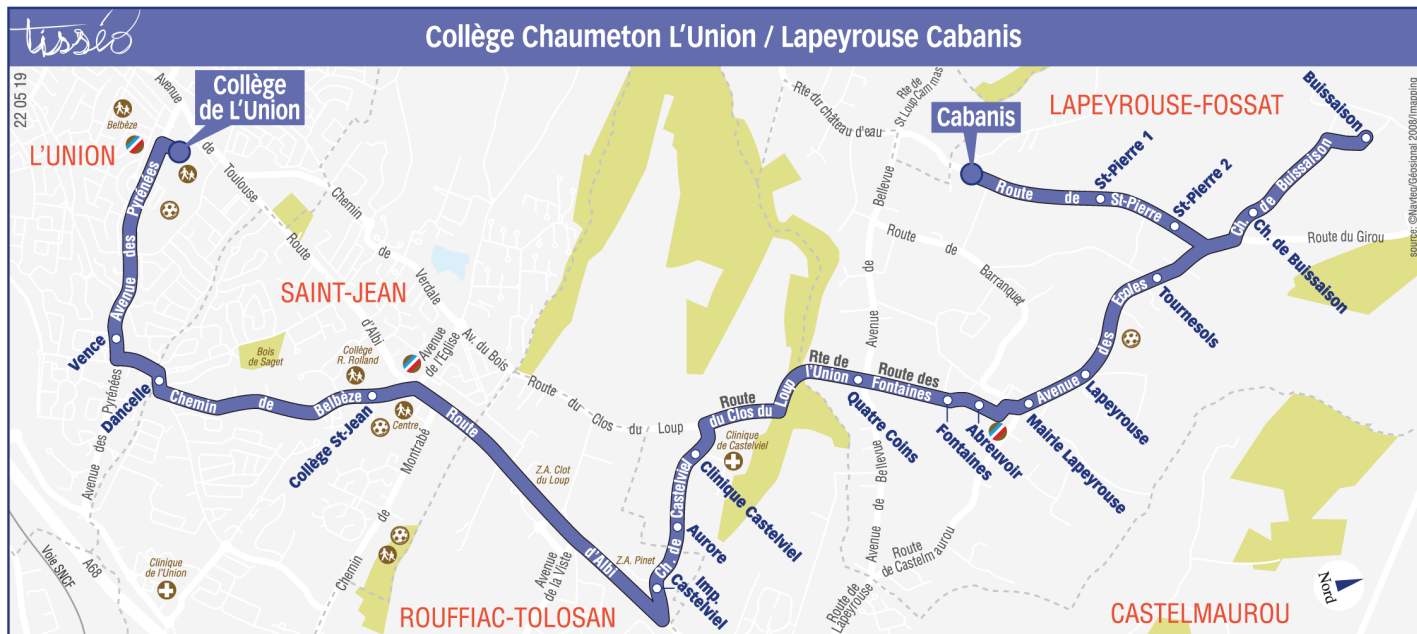 tisséo
Collège Chaumeton L'Union / Lapeyrouse Cabanis
22 05 19
source: ©Navteo/Géosional 2008/Imapping
Collège
de L'Union
Cabanis
L'UNION
SAINT-JEAN
ROUFFIAC-TOLOSAN
LAPEYROUSE-FOSSAT
CASTELMAUROU
Belbèze
Avenue
de
Toulouse
Route
d'Albi
Chemin
de
Verdale
Avenue des Pyrénées
Vence
Dancelle
Avenue des Pyrénées
Chemin de Belbèze
Bois
de Saget
Collège
R. Rolland
Avenue
de l'Eglise
Collège St-Jean
Centre
Av. du Bois
Route du Clos du Loup
Chemin de Montrabé
Voie SNCF
A68
Clinique
de l'Union
Route d'Albi
Z.A. Clot
du Loup
Avenue
de la Viste
Z.A. Pinet
Imp.
Castelviel
Aurore
Ch. de Castelviel
Clinique Castelviel
Clinique
de Castelviel
Route
du Clos du Loup
Rte de
l'Union
Route des
Fontaines
Quatre Coins
Fontaines
Abreuvoir
Mairie Lapeyrouse
Lapeyrouse
Avenue des Ecoles
Tournesols
Rte du château d'eau
Rte de
St Loup Cammas
Avenue de Bellevue
Route de Barranquet
Avenue de Bellevue
Route de
Lapeyrouse
Route
de Castelmaurou
Route de St-Pierre
St-Pierre 1
St-Pierre 2
Ch. de Buissaison
Ch. de Buissaison
Buissaison
Route du Girou
Nord